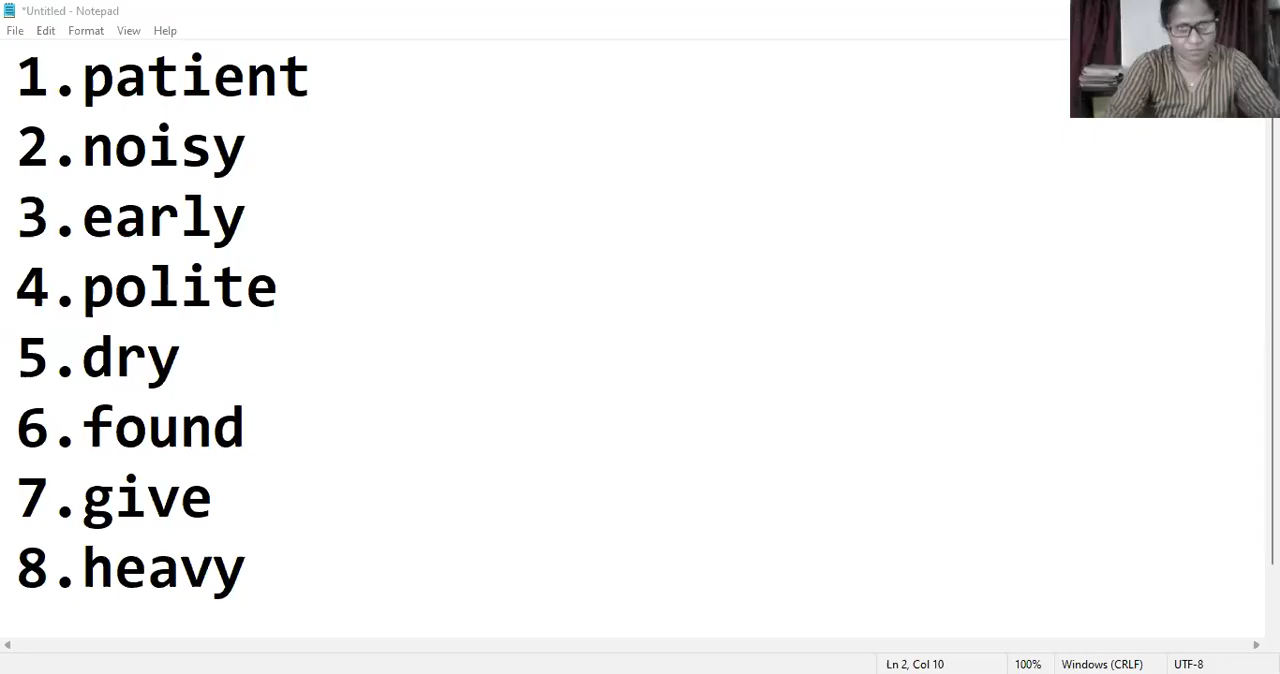 *Untitled - Notepad
File Edit Format View Help
1.patient
2.noisy
3.early
4.polite
5.dry
6.found
7.give
8.heavy
Ln 2, Col 10 100% Windows (CRLF) UTF-8